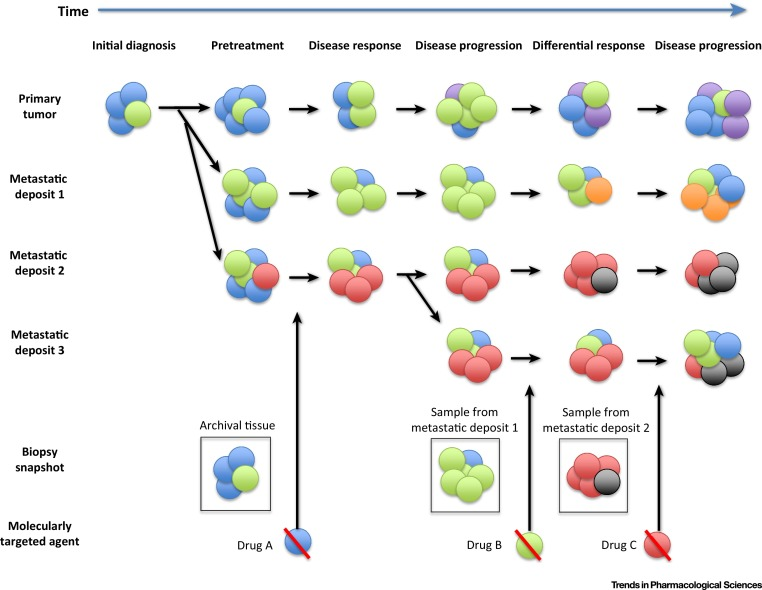 Time
Initial diagnosis
Pretreatment
Disease response
Disease progression
Differential response
Disease progression
Primary
tumor
Metastatic
deposit 1
Metastatic
deposit 2
Metastatic
deposit 3
Archival tissue
Sample from
metastatic deposit 1
Sample from
metastatic deposit 2
Biopsy
snapshot
Molecularly
targeted agent
Drug A
Drug B
Drug C
Trends in Pharmacological Sciences